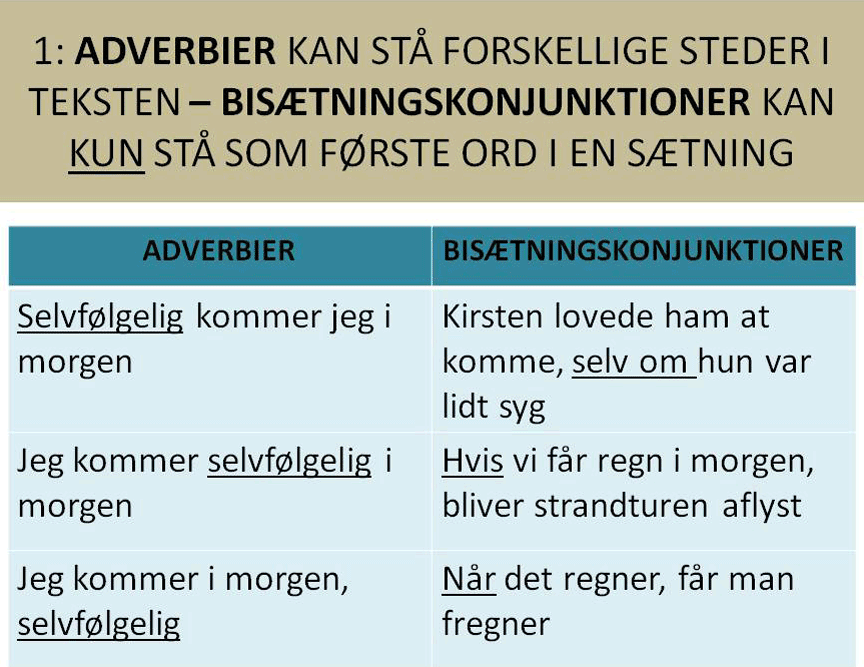 1: ADVERBIER KAN STÅ FORSKELLIGE STEDER I
TEKSTEN – BISÆTNINGSKONJUNKTIONER KAN
KUN STÅ SOM FØRSTE ORD I EN SÆTNING
ADVERBIER
BISÆTNINGSKONJUNKTIONER
Selvfølgelig kommer jeg i
morgen
Kirsten lovede ham at
komme, selv om hun var
lidt syg
Jeg kommer selvfølgelig i
morgen
Hvis vi får regn i morgen,
bliver strandturen aflyst
Jeg kommer i morgen,
selvfølgelig
Når det regner, får man
fregner